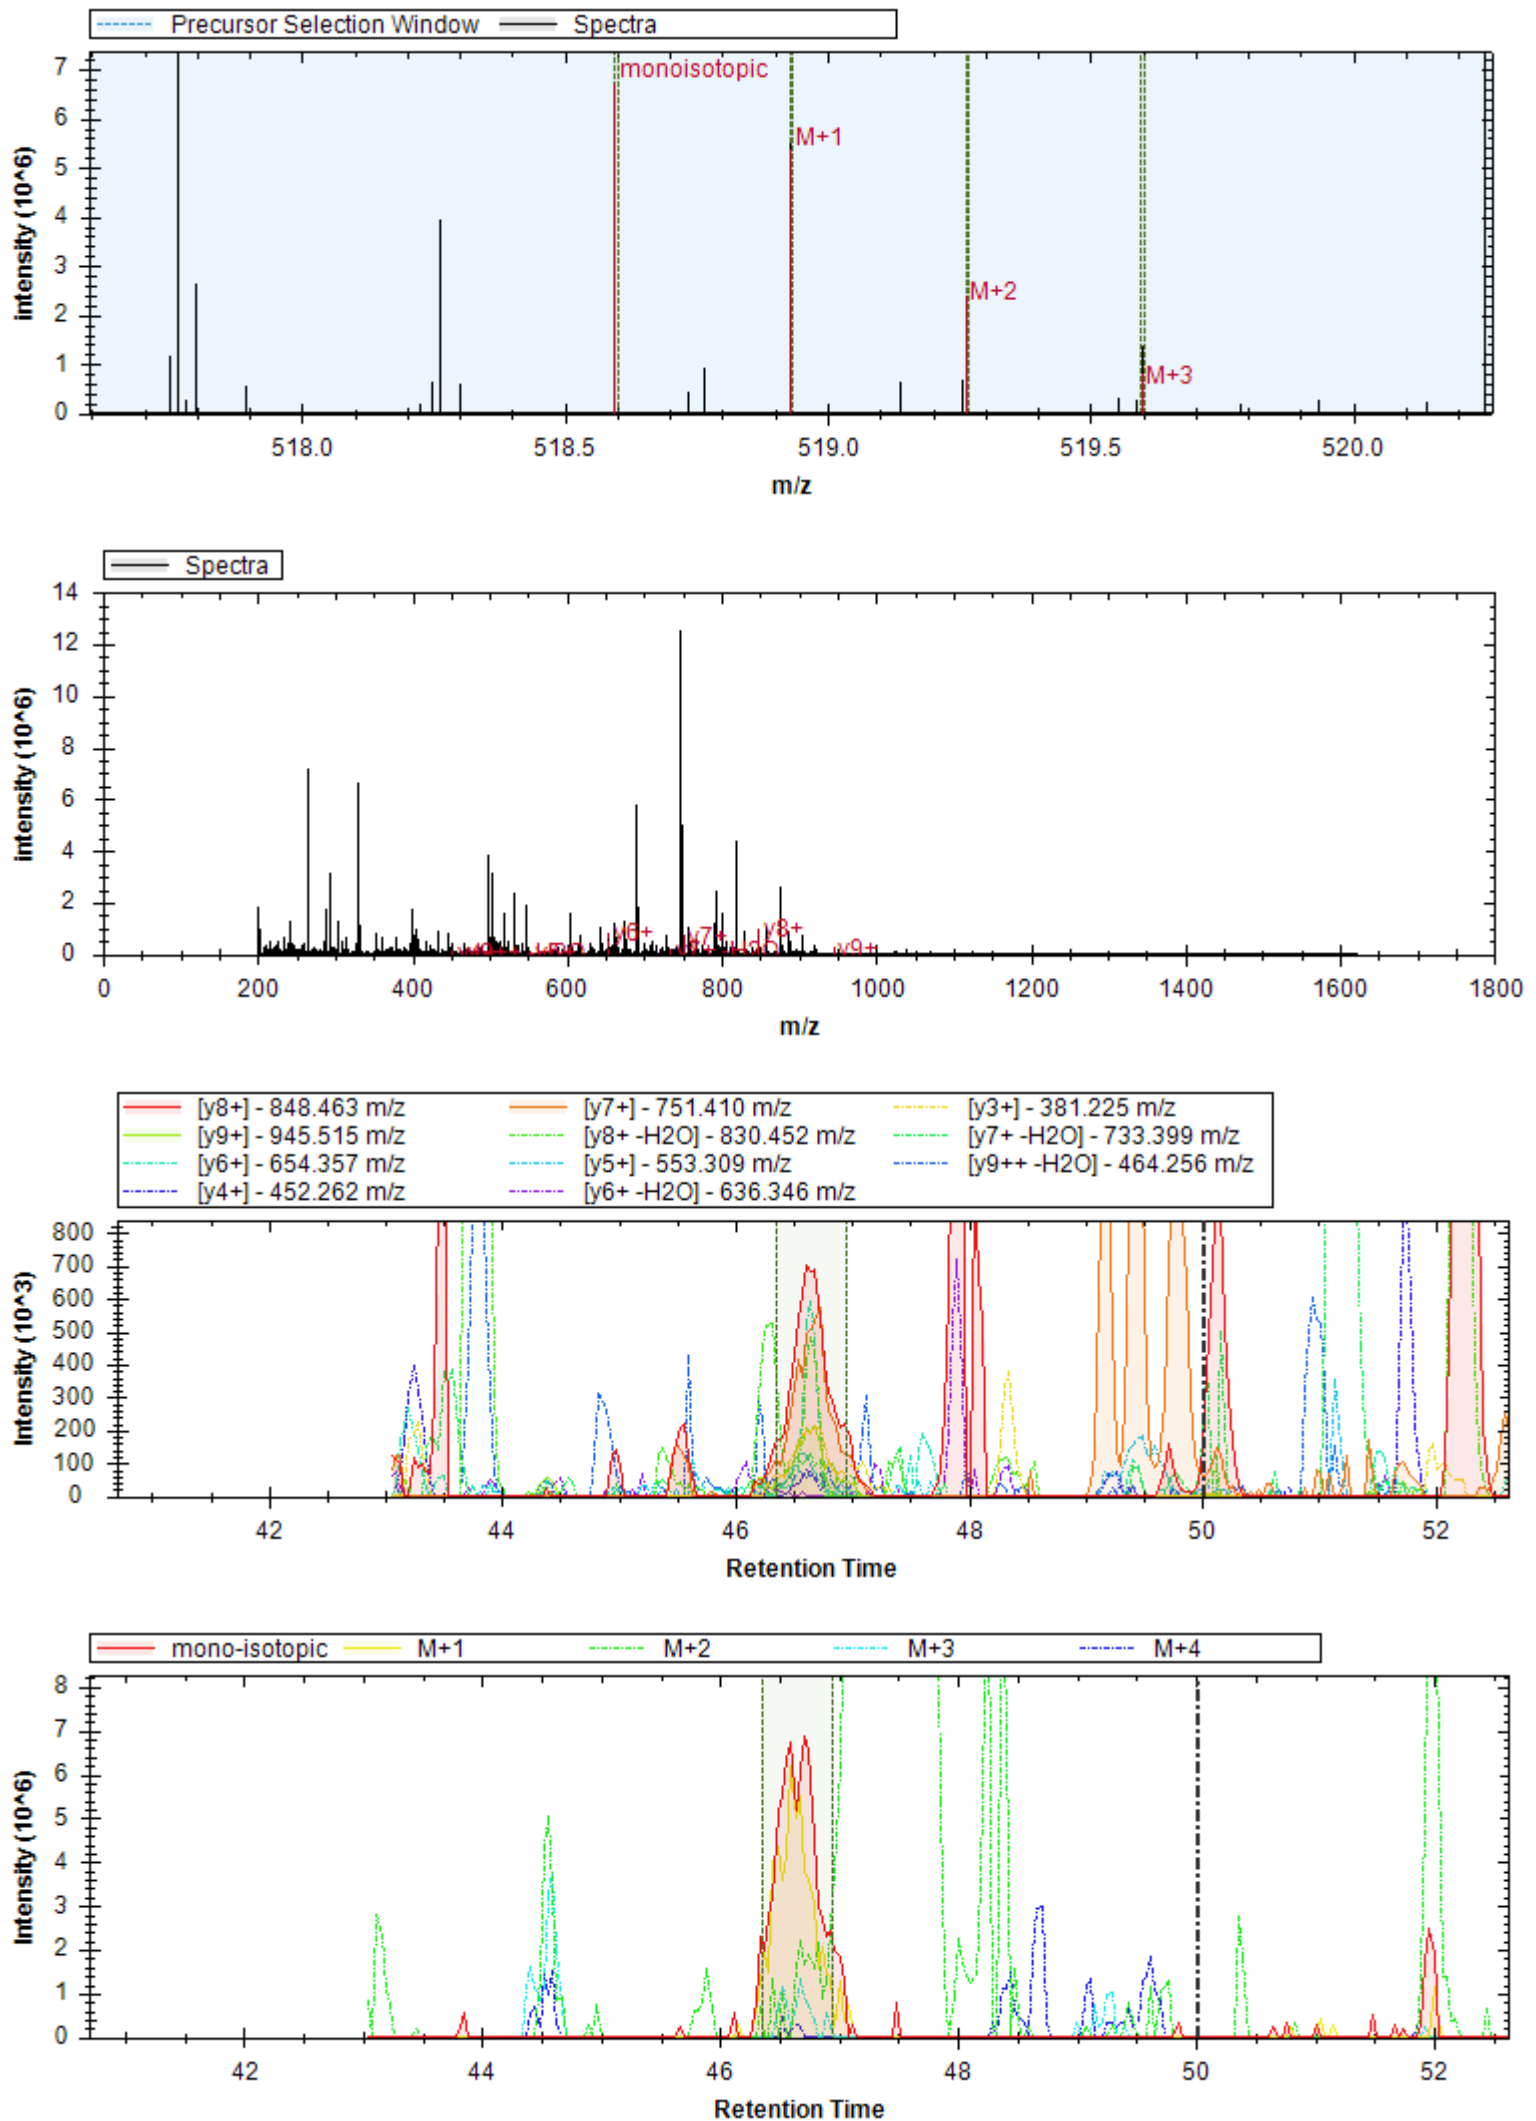 Precursor Selection Window Spectra
monoisotopic
M+1
M+2
M+3
intensity (10^6)
7
6
5
4
3
2
1
0
518.0 518.5 519.0 519.5 520.0
m/z
Spectra
intensity (10^6)
14
12
10
8
6
4
2
0
y6+ y7+ y8+ y9+
0 200 400 600 800 1000 1200 1400 1600 1800
m/z
[y8+] - 848.463 m/z [y7+] - 751.410 m/z [y3+] - 381.225 m/z
[y9+] - 945.515 m/z [y8+ -H2O] - 830.452 m/z [y7+ -H2O] - 733.399 m/z
[y6+] - 654.357 m/z [y5+] - 553.309 m/z [y9++ -H2O] - 464.256 m/z
[y4+] - 452.262 m/z [y6+ -H2O] - 636.346 m/z
Intensity (10^3)
800
700
600
500
400
300
200
100
0
42 44 46 48 50 52
Retention Time
mono-isotopic M+1 M+2 M+3 M+4
Intensity (10^6)
8
7
6
5
4
3
2
1
0
42 44 46 48 50 52
Retention Time